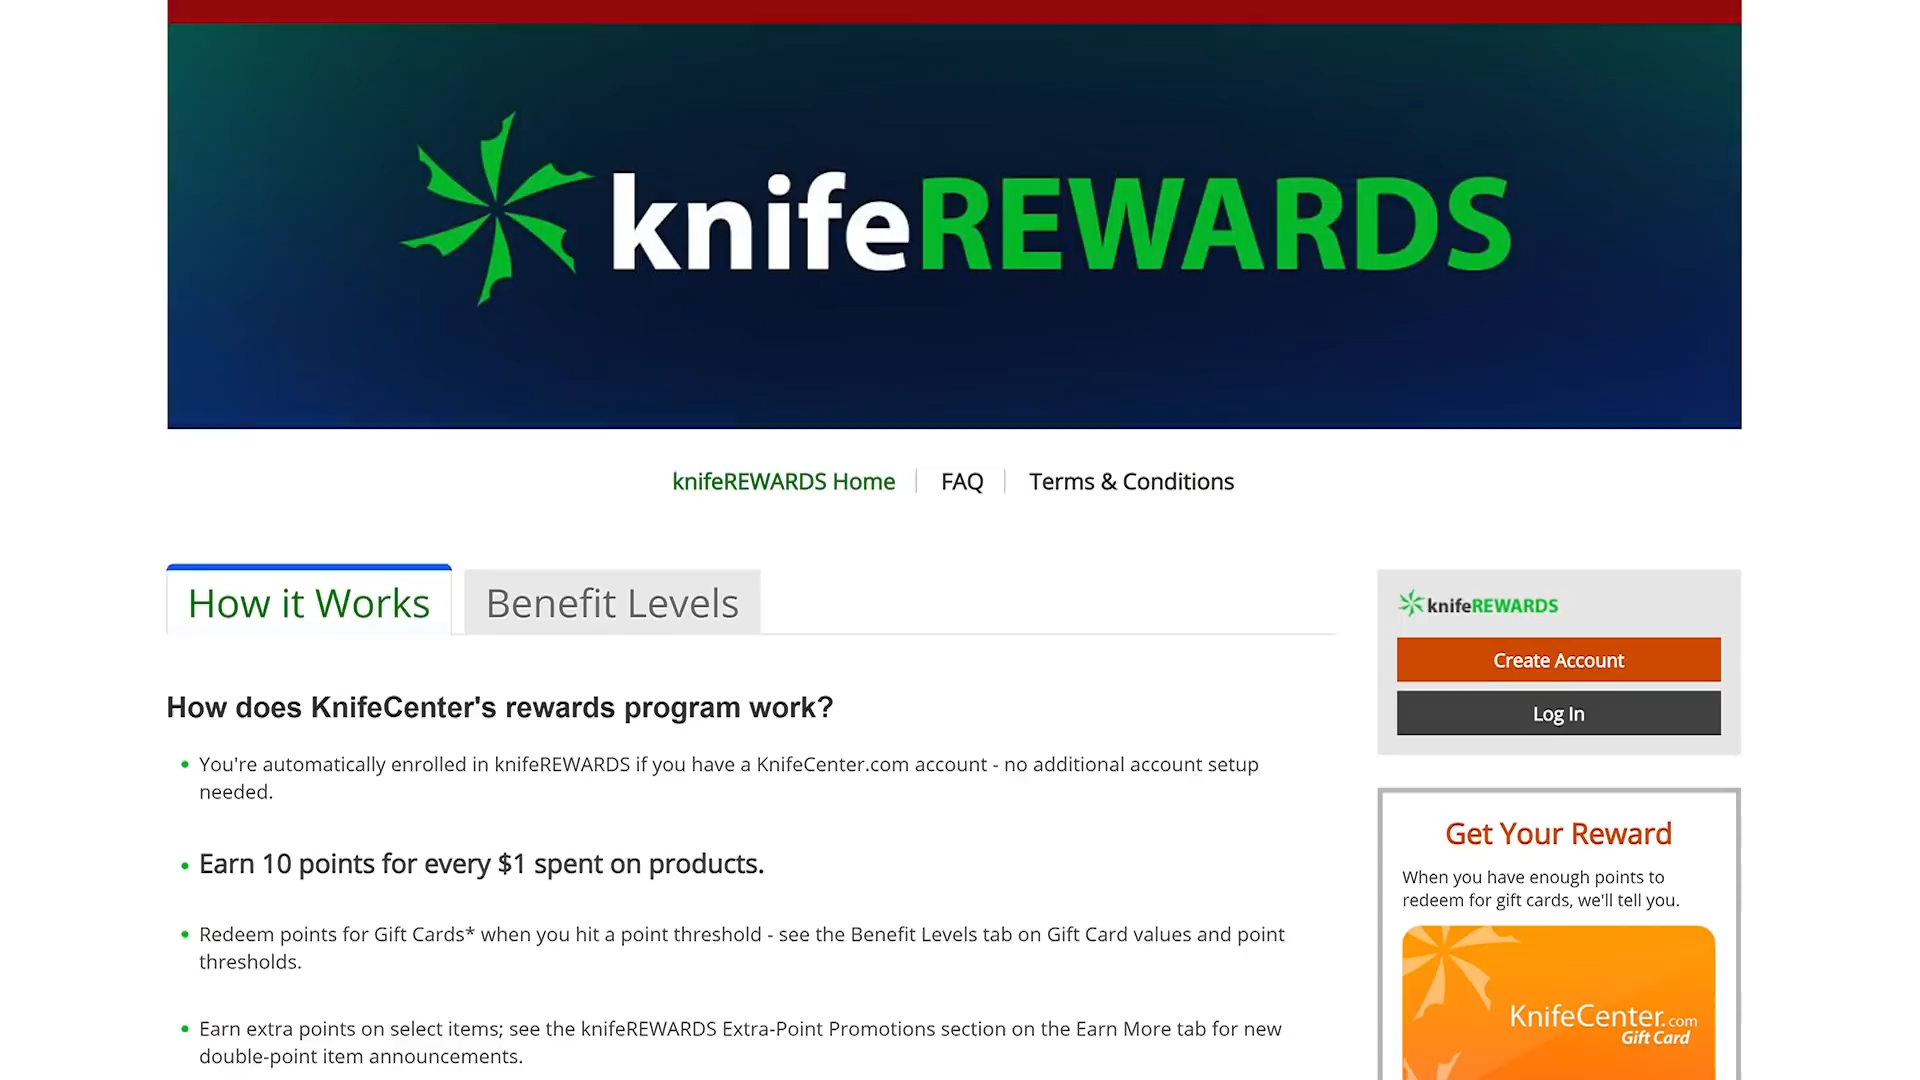 knifeREWARDS
knifeREWARDS Home
FAQ
Terms & Conditions
How it Works
Benefit Levels
How does KnifeCenter's rewards program work?
You're automatically enrolled in knifeREWARDS if you have a KnifeCenter.com account - no additional account setup
needed.
Earn 10 points for every $1 spent on products.
Redeem points for Gift Cards* when you hit a point threshold - see the Benefit Levels tab on Gift Card values and point
thresholds.
Earn extra points on select items; see the knifeREWARDS Extra-Point Promotions section on the Earn More tab for new
double-point item announcements.
knifeREWARDS
Create Account
Log In
Get Your Reward
When you have enough points to
redeem for gift cards, we'll tell you.
KnifeCenter.com
Gift Card